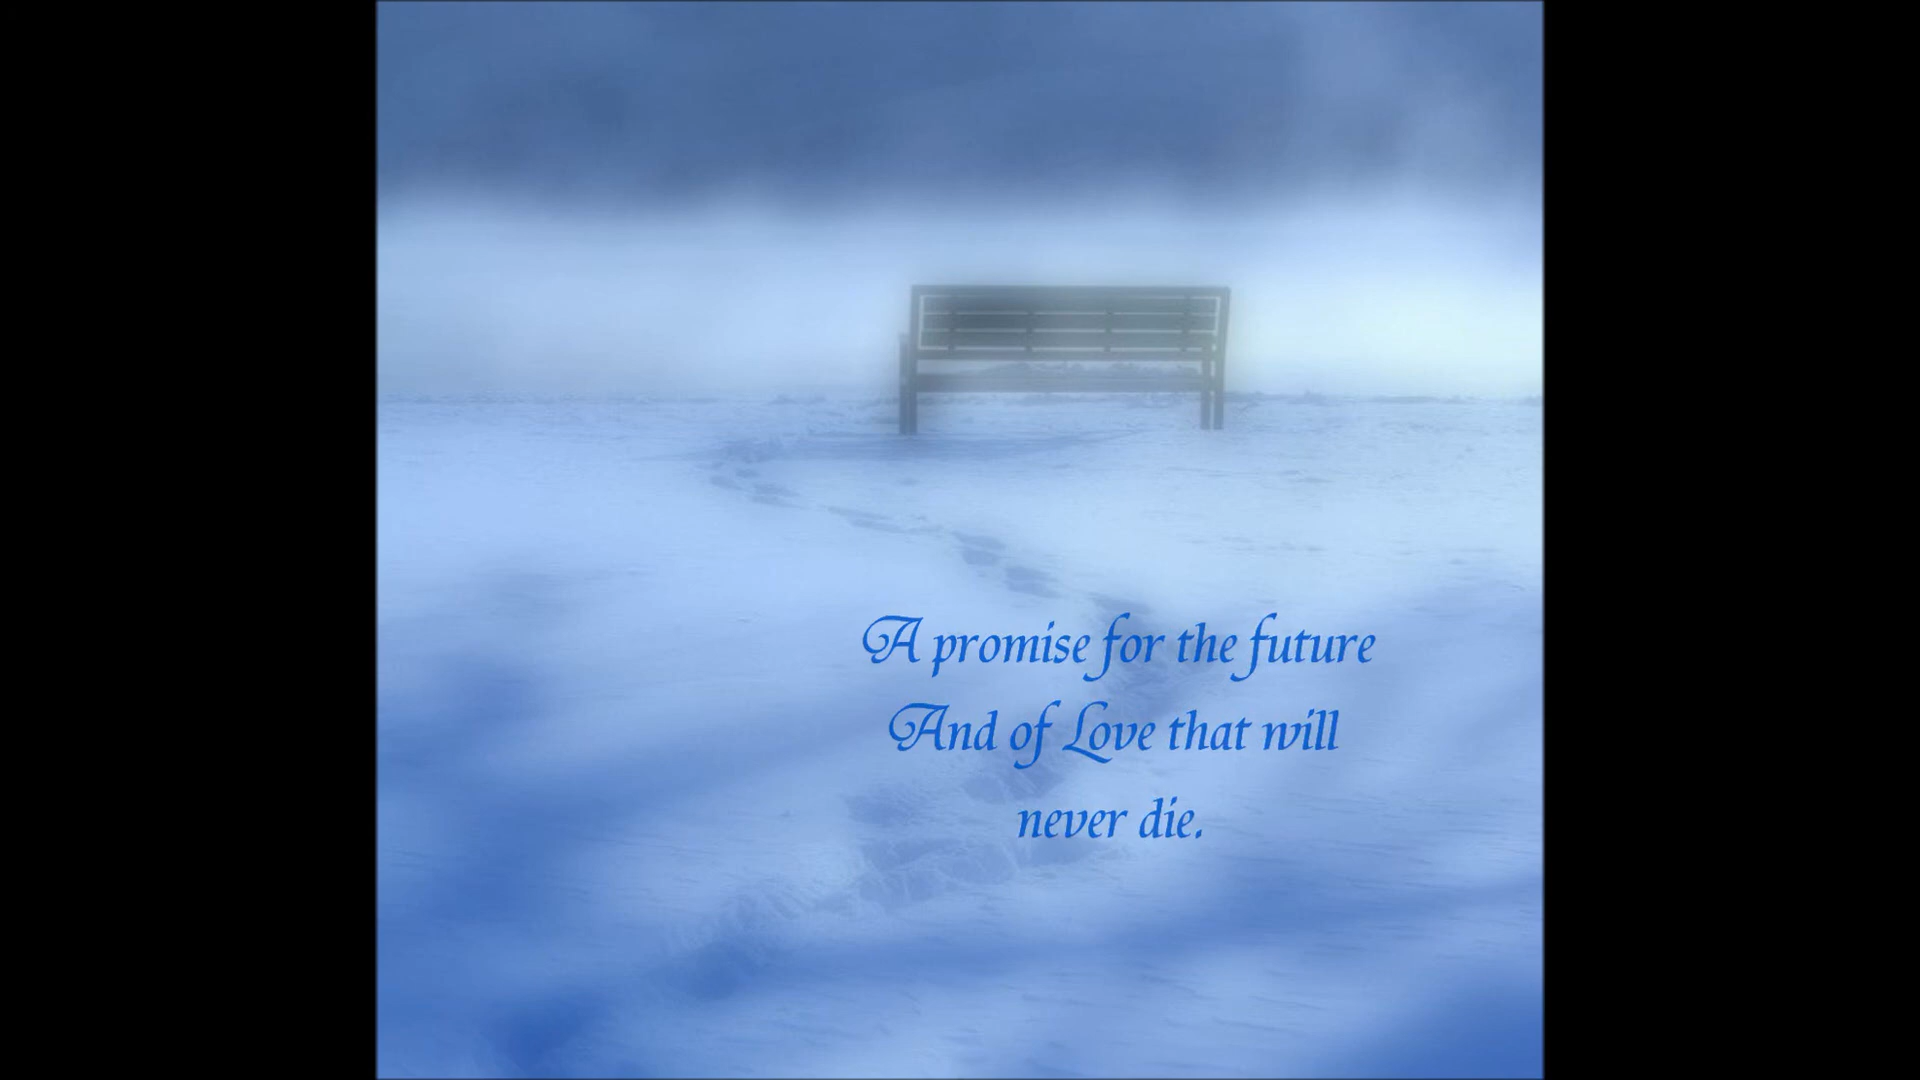 A promise for the future
And of Love that will
never die.